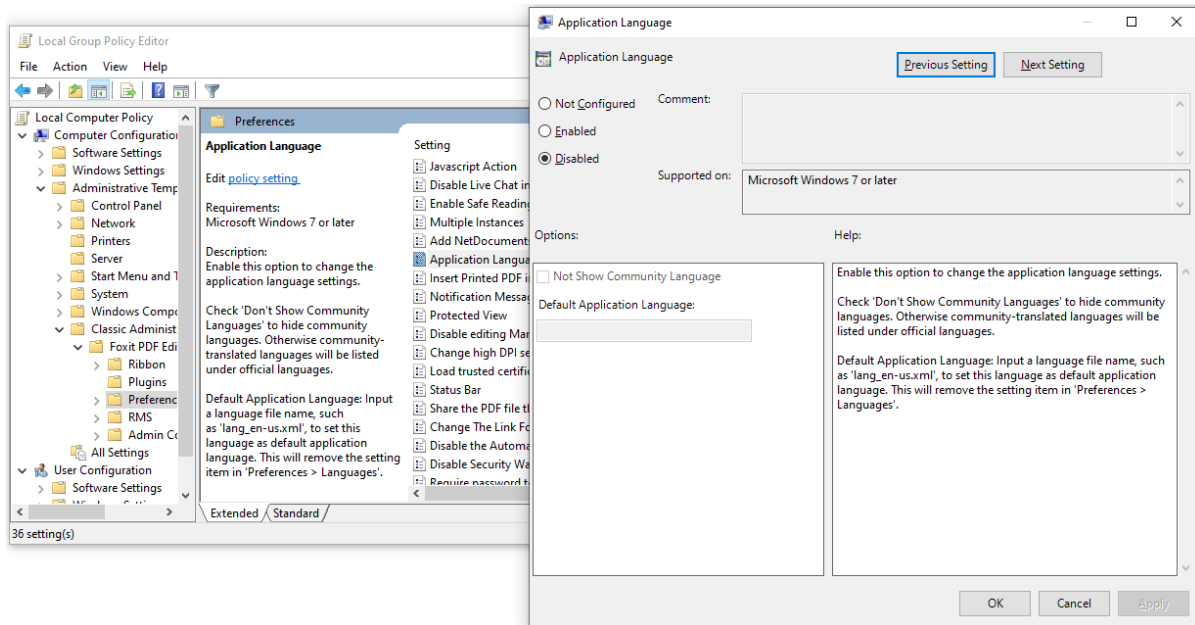 Local Group Policy Editor
File Action View Help
Local Computer Policy
Computer Configuration
Software Settings
Windows Settings
Administrative Temp
Control Panel
Network
Printers
Server
Start Menu and T
System
Windows Compo
Classic Administ
Foxit PDF Edi
Ribbon
Plugins
Preferenc
RMS
Admin Co
All Settings
User Configuration
Software Settings
Preferences
Application Language
Edit policy setting
Requirements:
Microsoft Windows 7 or later
Description:
Enable this option to change the
application language settings.
Check 'Don't Show Community
Languages' to hide community
languages. Otherwise community-
translated languages will be listed
under official languages.
Default Application Language: Input
a language file name, such
as 'lang_en-us.xml', to set this
language as default application
language. This will remove the setting
item in 'Preferences > Languages'.
Setting
Javascript Action
Disable Live Chat in
Enable Safe Reading
Multiple Instances
Add NetDocuments
Application Langua
Insert Printed PDF i
Notification Messag
Protected View
Disable editing Man
Change high DPI se
Load trusted certifi
Status Bar
Share the PDF file t
Change The Link Fo
Disable the Automa
Disable Security Wa
Require password t
Extended Standard
36 setting(s)
Application Language
Application Language
Previous Setting Next Setting
Not Configured
Enabled
Disabled
Comment:
Supported on:
Microsoft Windows 7 or later
Options:
Help:
Not Show Community Language
Default Application Language:
Enable this option to change the application language settings.
Check 'Don't Show Community Languages' to hide community
languages. Otherwise community-translated languages will be
listed under official languages.
Default Application Language: Input a language file name, such
as 'lang_en-us.xml', to set this language as default application
language. This will remove the setting item in 'Preferences >
Languages'.
OK Cancel Apply